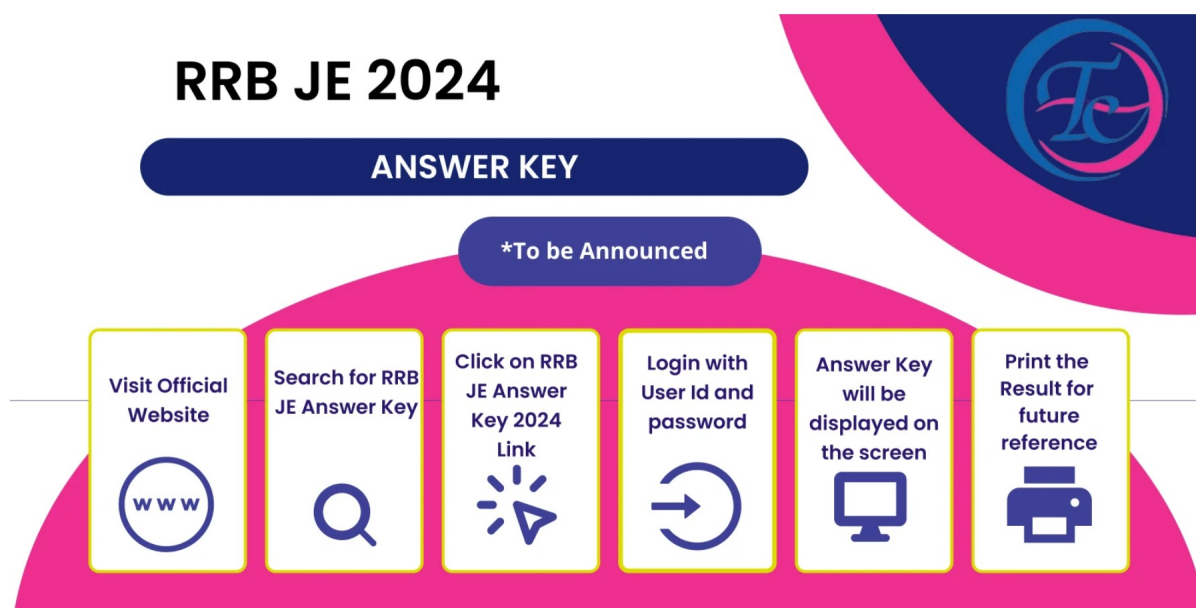 RRB JE 2024
Tc
ANSWER KEY
*To be Announced
Visit Official
Website
www
Search for RRB
JE Answer Key
Click on RRB
JE Answer
Key 2024
Link
Login with
User Id and
password
Answer Key
will be
displayed on
the screen
Print the
Result for
future
reference